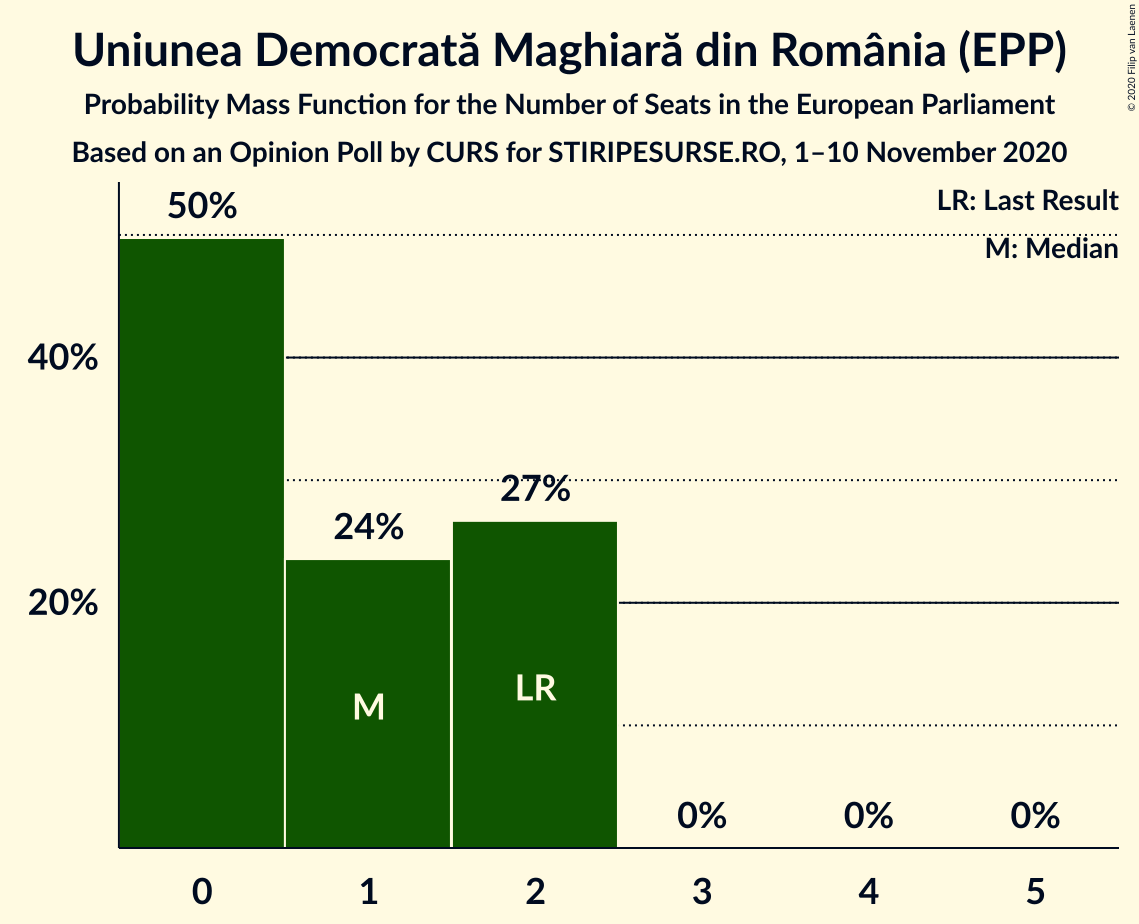 Uniunea Democrată Maghiară din România (EPP)
Probability Mass Function for the Number of Seats in the European Parliament
Based on an Opinion Poll by CURS for STIRIPESURSE.RO, 1–10 November 2020
© 2020 Filip van Laenen
LR: Last Result
M: Median
50%
40%
27%
24%
20%
LR
M
0% 0% 0%
0 1 2 3 4 5